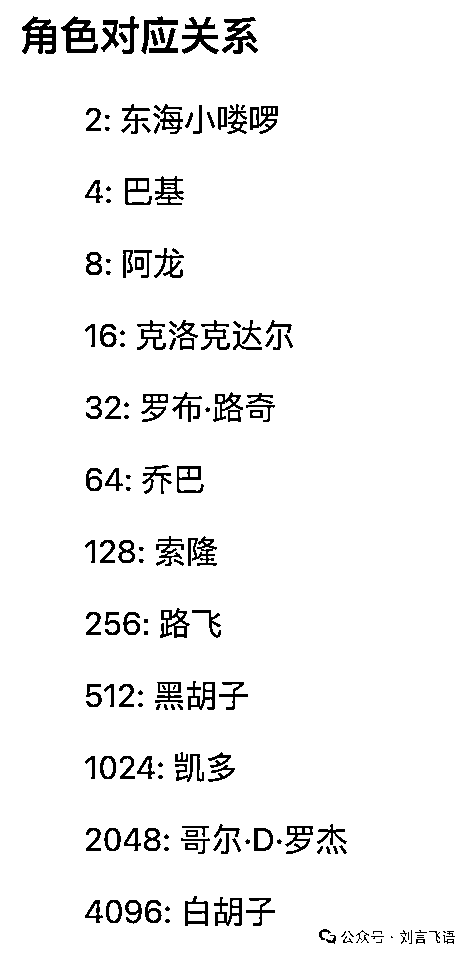 角色对应关系
2: 东海小喽啰
4: 巴基
8: 阿龙
16: 克洛克达尔
32: 罗布·路奇
64: 乔巴
128: 索隆
256: 路飞
512: 黑胡子
1024: 凯多
2048: 哥尔·D·罗杰
4096: 白胡子
公众号·刘言飞语